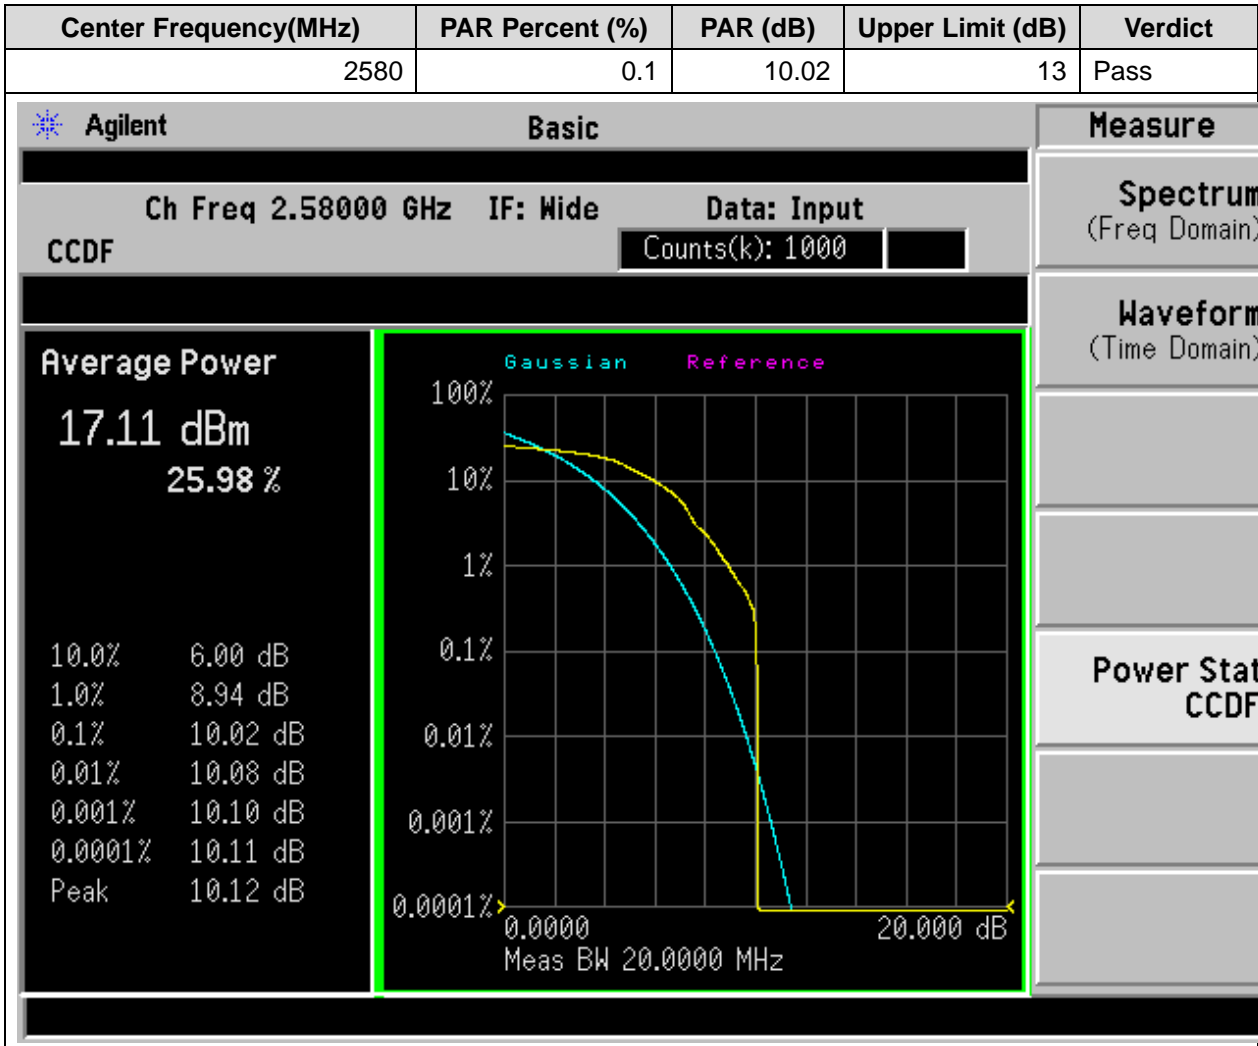 Center Frequency(MHz) PAR Percent (%) PAR (dB) Upper Limit (dB) Verdict
2580 0.1 10.02 13 Pass
Agilent Basic Measure
Ch Freq 2.58000 GHz IF: Wide Data: Input
CCDF Counts(k): 1000
Spectrum
(Freq Domain)
Waveform
(Time Domain)
Power Stat
CCDF
Average Power
17.11 dBm
25.98 %
10.0% 6.00 dB
1.0% 8.94 dB
0.1% 10.02 dB
0.01% 10.08 dB
0.001% 10.10 dB
0.0001% 10.11 dB
Peak 10.12 dB
Gaussian Reference
100%
10%
1%
0.1%
0.01%
0.001%
0.0001%
0.0000 20.000 dB
Meas BW 20.0000 MHz